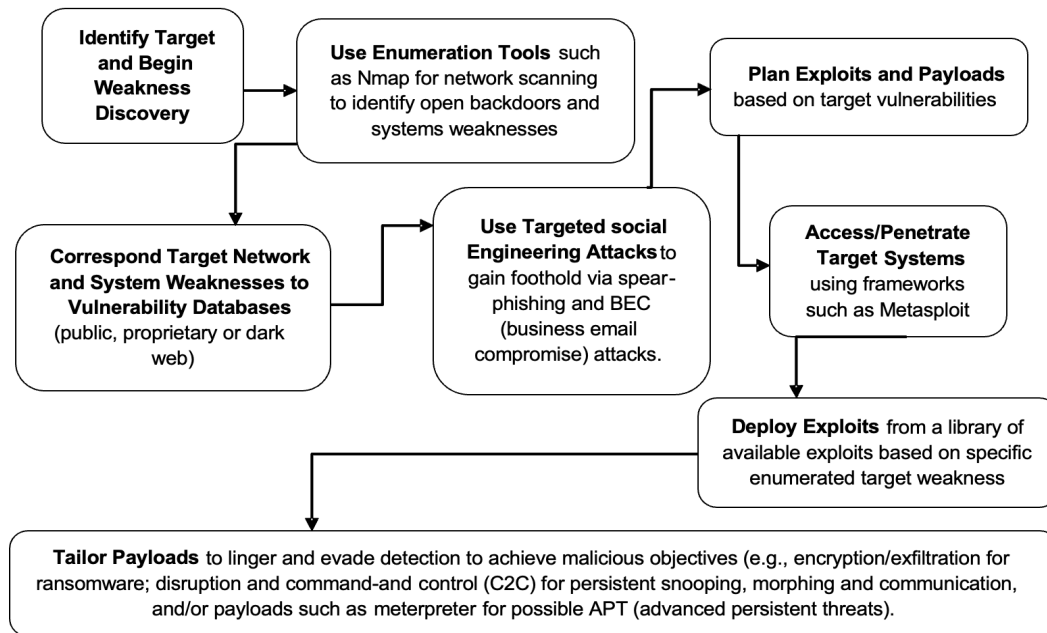 Identify Target
and Begin
Weakness
Discovery
Use Enumeration Tools such
as Nmap for network scanning
to identify open backdoors and
systems weaknesses
Plan Exploits and Payloads
based on target vulnerabilities
Correspond Target Network
and System Weaknesses to
Vulnerability Databases
(public, proprietary or dark
web)
Use Targeted social
Engineering Attacks to
gain foothold via spear-
phishing and BEC
(business email
compromise) attacks.
Access/Penetrate
Target Systems
using frameworks
such as Metasploit
Deploy Exploits from a library of
available exploits based on specific
enumerated target weakness
Tailor Payloads to linger and evade detection to achieve malicious objectives (e.g., encryption/exfiltration for
ransomware; disruption and command-and control (C2C) for persistent snooping, morphing and communication,
and/or payloads such as meterpreter for possible APT (advanced persistent threats).